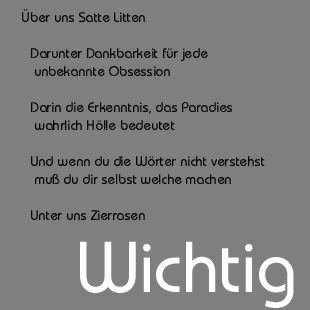 Über uns Satte Litten
Darunter Dankbarkeit für jede
unbekannte Obsession
Darin die Erkenntnis, das Paradies
wahrlich Hölle bedeutet
Und wenn du die Wörter nicht verstehst
muß du dir selbst welche machen
Unter uns Zierrasen
Wichtig